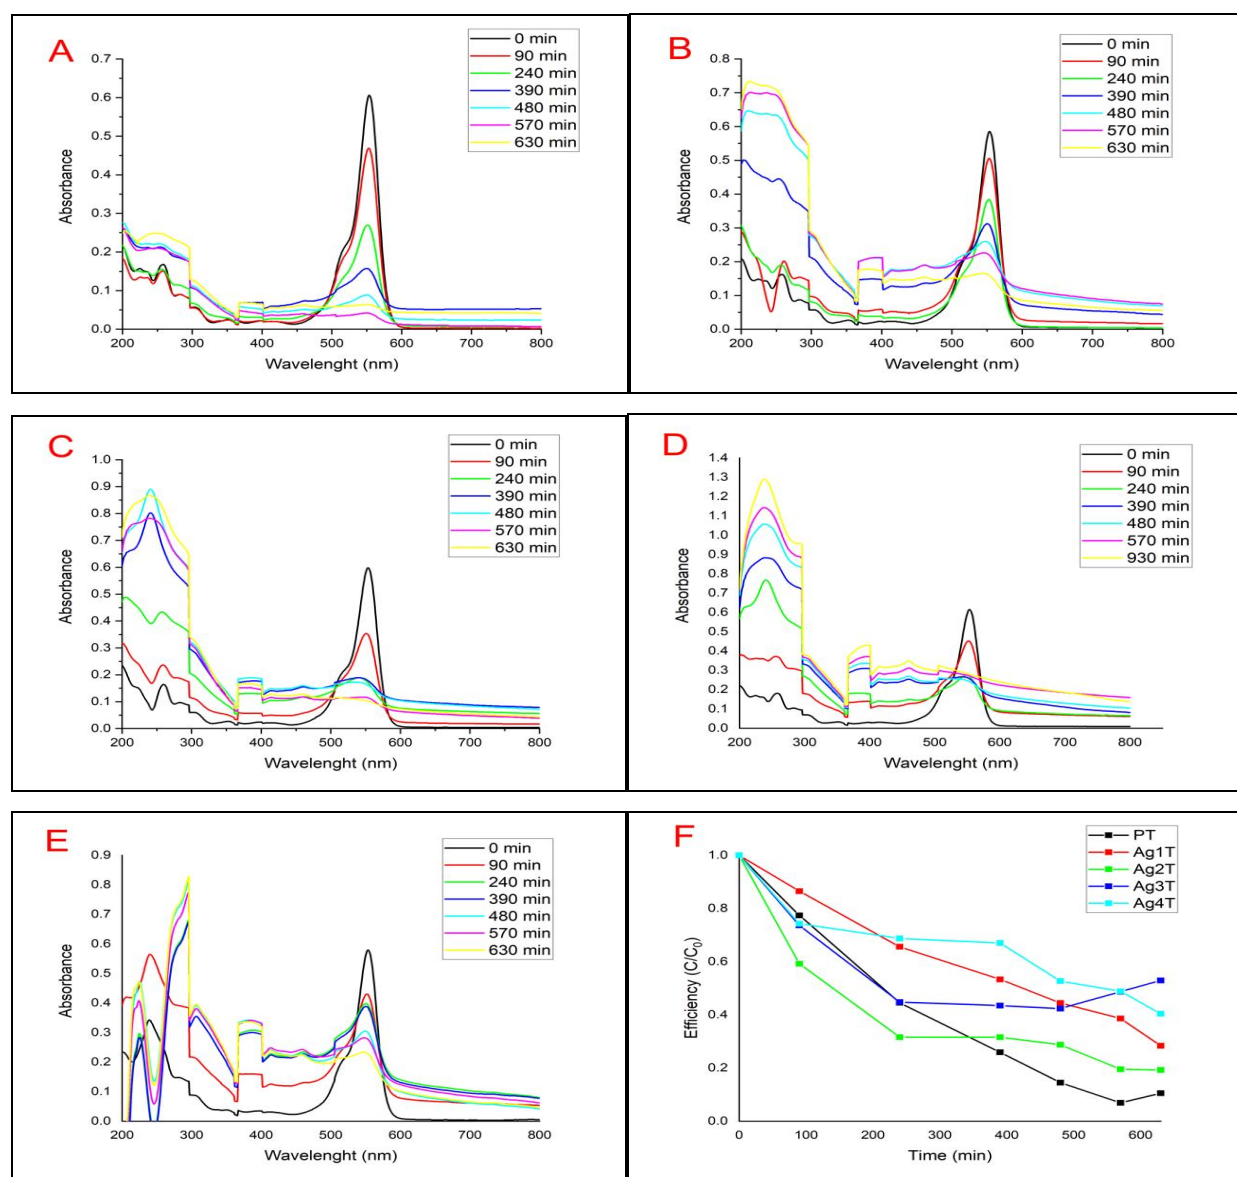 A
0 min
90 min
240 min
390 min
480 min
570 min
630 min
0.7
0.6
0.5
0.4
0.3
0.2
0.1
0.0
Absorbance
200 300 400 500 600 700 800
Wavelenght (nm)
B
0 min
90 min
240 min
390 min
480 min
570 min
630 min
0.8
0.7
0.6
0.5
0.4
0.3
0.2
0.1
0.0
Absorbance
200 300 400 500 600 700 800
Wavelenght (nm)
C
0 min
90 min
240 min
390 min
480 min
570 min
630 min
1.0
0.9
0.8
0.7
0.6
0.5
0.4
0.3
0.2
0.1
0.0
Absorbance
200 300 400 500 600 700 800
Wavelenght (nm)
D
0 min
90 min
240 min
390 min
480 min
570 min
930 min
1.4
1.3
1.2
1.1
1.0
0.9
0.8
0.7
0.6
0.5
0.4
0.3
0.2
0.1
0.0
Absorbance
200 300 400 500 600 700 800
Wavelenght (nm)
E
0 min
90 min
240 min
390 min
480 min
570 min
630 min
0.9
0.8
0.7
0.6
0.5
0.4
0.3
0.2
0.1
0.0
Absorbance
200 300 400 500 600 700 800
Wavelenght (nm)
F
PT
Ag1T
Ag2T
Ag3T
Ag4T
1.0
0.8
0.6
0.4
0.2
0.0
Efficiency (C/C₀)
0 100 200 300 400 500 600
Time (min)